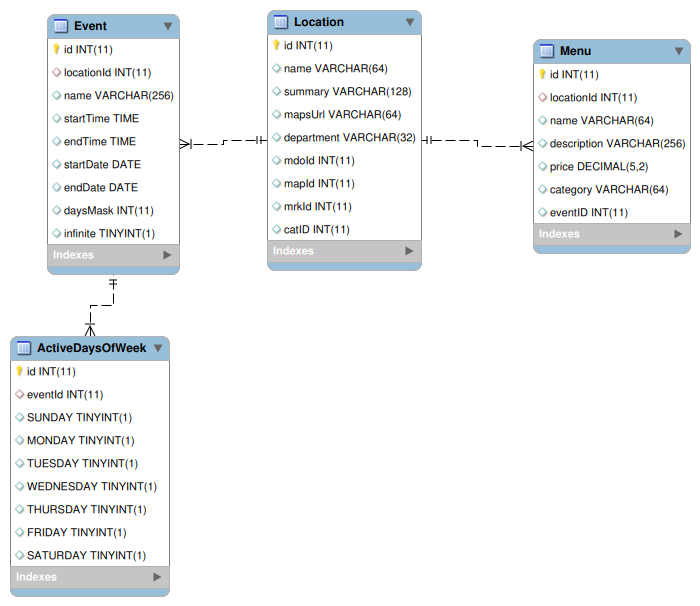 Event
id INT(11)
locationId INT(11)
name VARCHAR(256)
startTime TIME
endTime TIME
startDate DATE
endDate DATE
daysMask INT(11)
infinite TINYINT(1)
Indexes
Location
id INT(11)
name VARCHAR(64)
summary VARCHAR(128)
mapsUrl VARCHAR(64)
department VARCHAR(32)
mdoId INT(11)
mapId INT(11)
mrkId INT(11)
catID INT(11)
Indexes
Menu
id INT(11)
locationId INT(11)
name VARCHAR(64)
description VARCHAR(256)
price DECIMAL(5,2)
category VARCHAR(64)
eventID INT(11)
Indexes
ActiveDaysOfWeek
id INT(11)
eventId INT(11)
SUNDAY TINYINT(1)
MONDAY TINYINT(1)
TUESDAY TINYINT(1)
WEDNESDAY TINYINT(1)
THURSDAY TINYINT(1)
FRIDAY TINYINT(1)
SATURDAY TINYINT(1)
Indexes